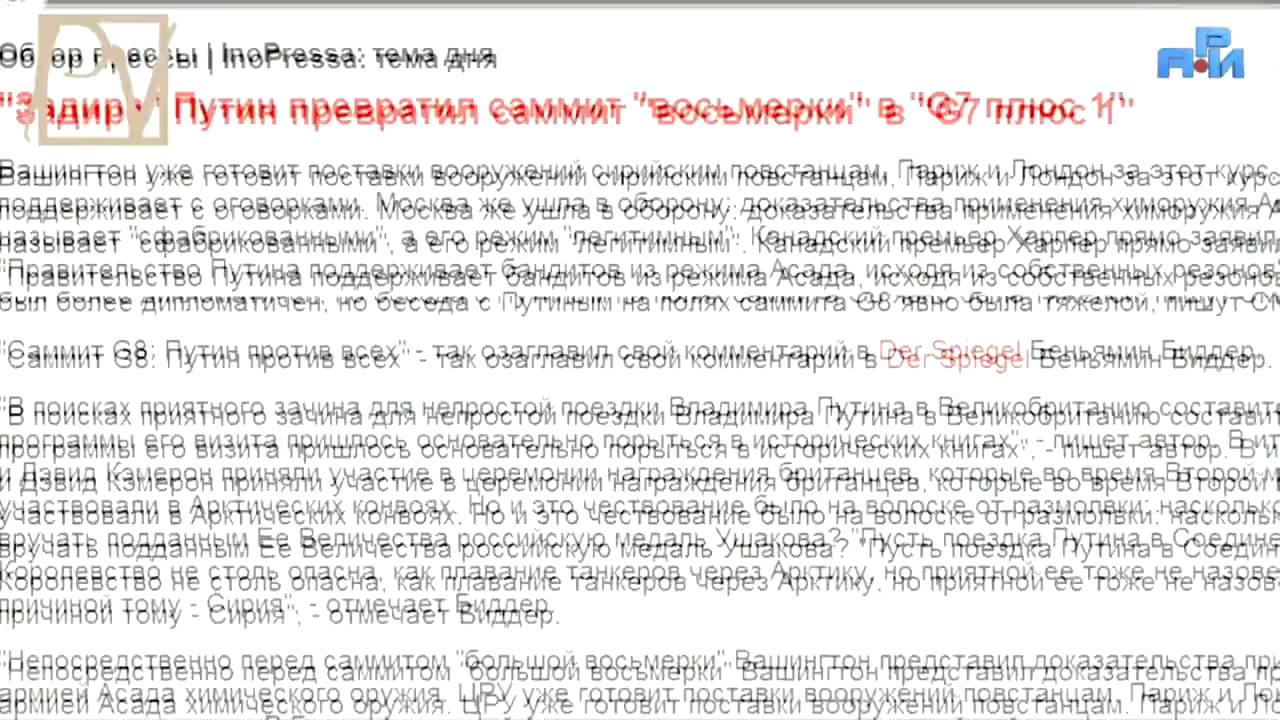 Обзор прессы | InoPressa: тема дня
АРИ
"Задира" Путин превратил саммит "восьмерки" в "G7 плюс 1"
Вашингтон уже готовит поставки вооружений сирийским повстанцам, Париж и Лондон за этот курс
поддерживает с оговорками. Москва же ушла в оборону: доказательства применения химоружия
называет "сфабрикованными", а его режим "легитимным". Канадский премьер Харпер прямо
"Правительство Путина поддерживает бандитов из режима Асада, исходя из собственных
был более дипломатичен, но беседа с Путиным на полях саммита G8 явно была тяжелой, пишут
"Саммит G8: Путин против всех" - так озаглавил свой комментарий в Der Spiegel Беньямин Биддер.
"В поисках приятного зачина для непростой поездки Владимира Путина в Великобританию
программы его визита пришлось основательно порыться в исторических книгах", - пишет автор. В
и Дэвид Кэмерон приняли участие в церемонии награждения британцев, которые во время Второй
участвовали в Арктических конвоях. Но и это чествование было на волоске от размолвки:
вручать подданным Ее Величества российскую медаль Ушакова? "Пусть поездка Путина в
Королевство не столь опасна, как плавание танкеров через Арктику, но приятной ее тоже не
причиной тому - Сирия", - отмечает Биддер.
"Непосредственно перед саммитом "большой восьмерки" Вашингтон представил доказательства
армией Асада химического оружия. ЦРУ уже готовит поставки вооружений повстанцам. Париж и